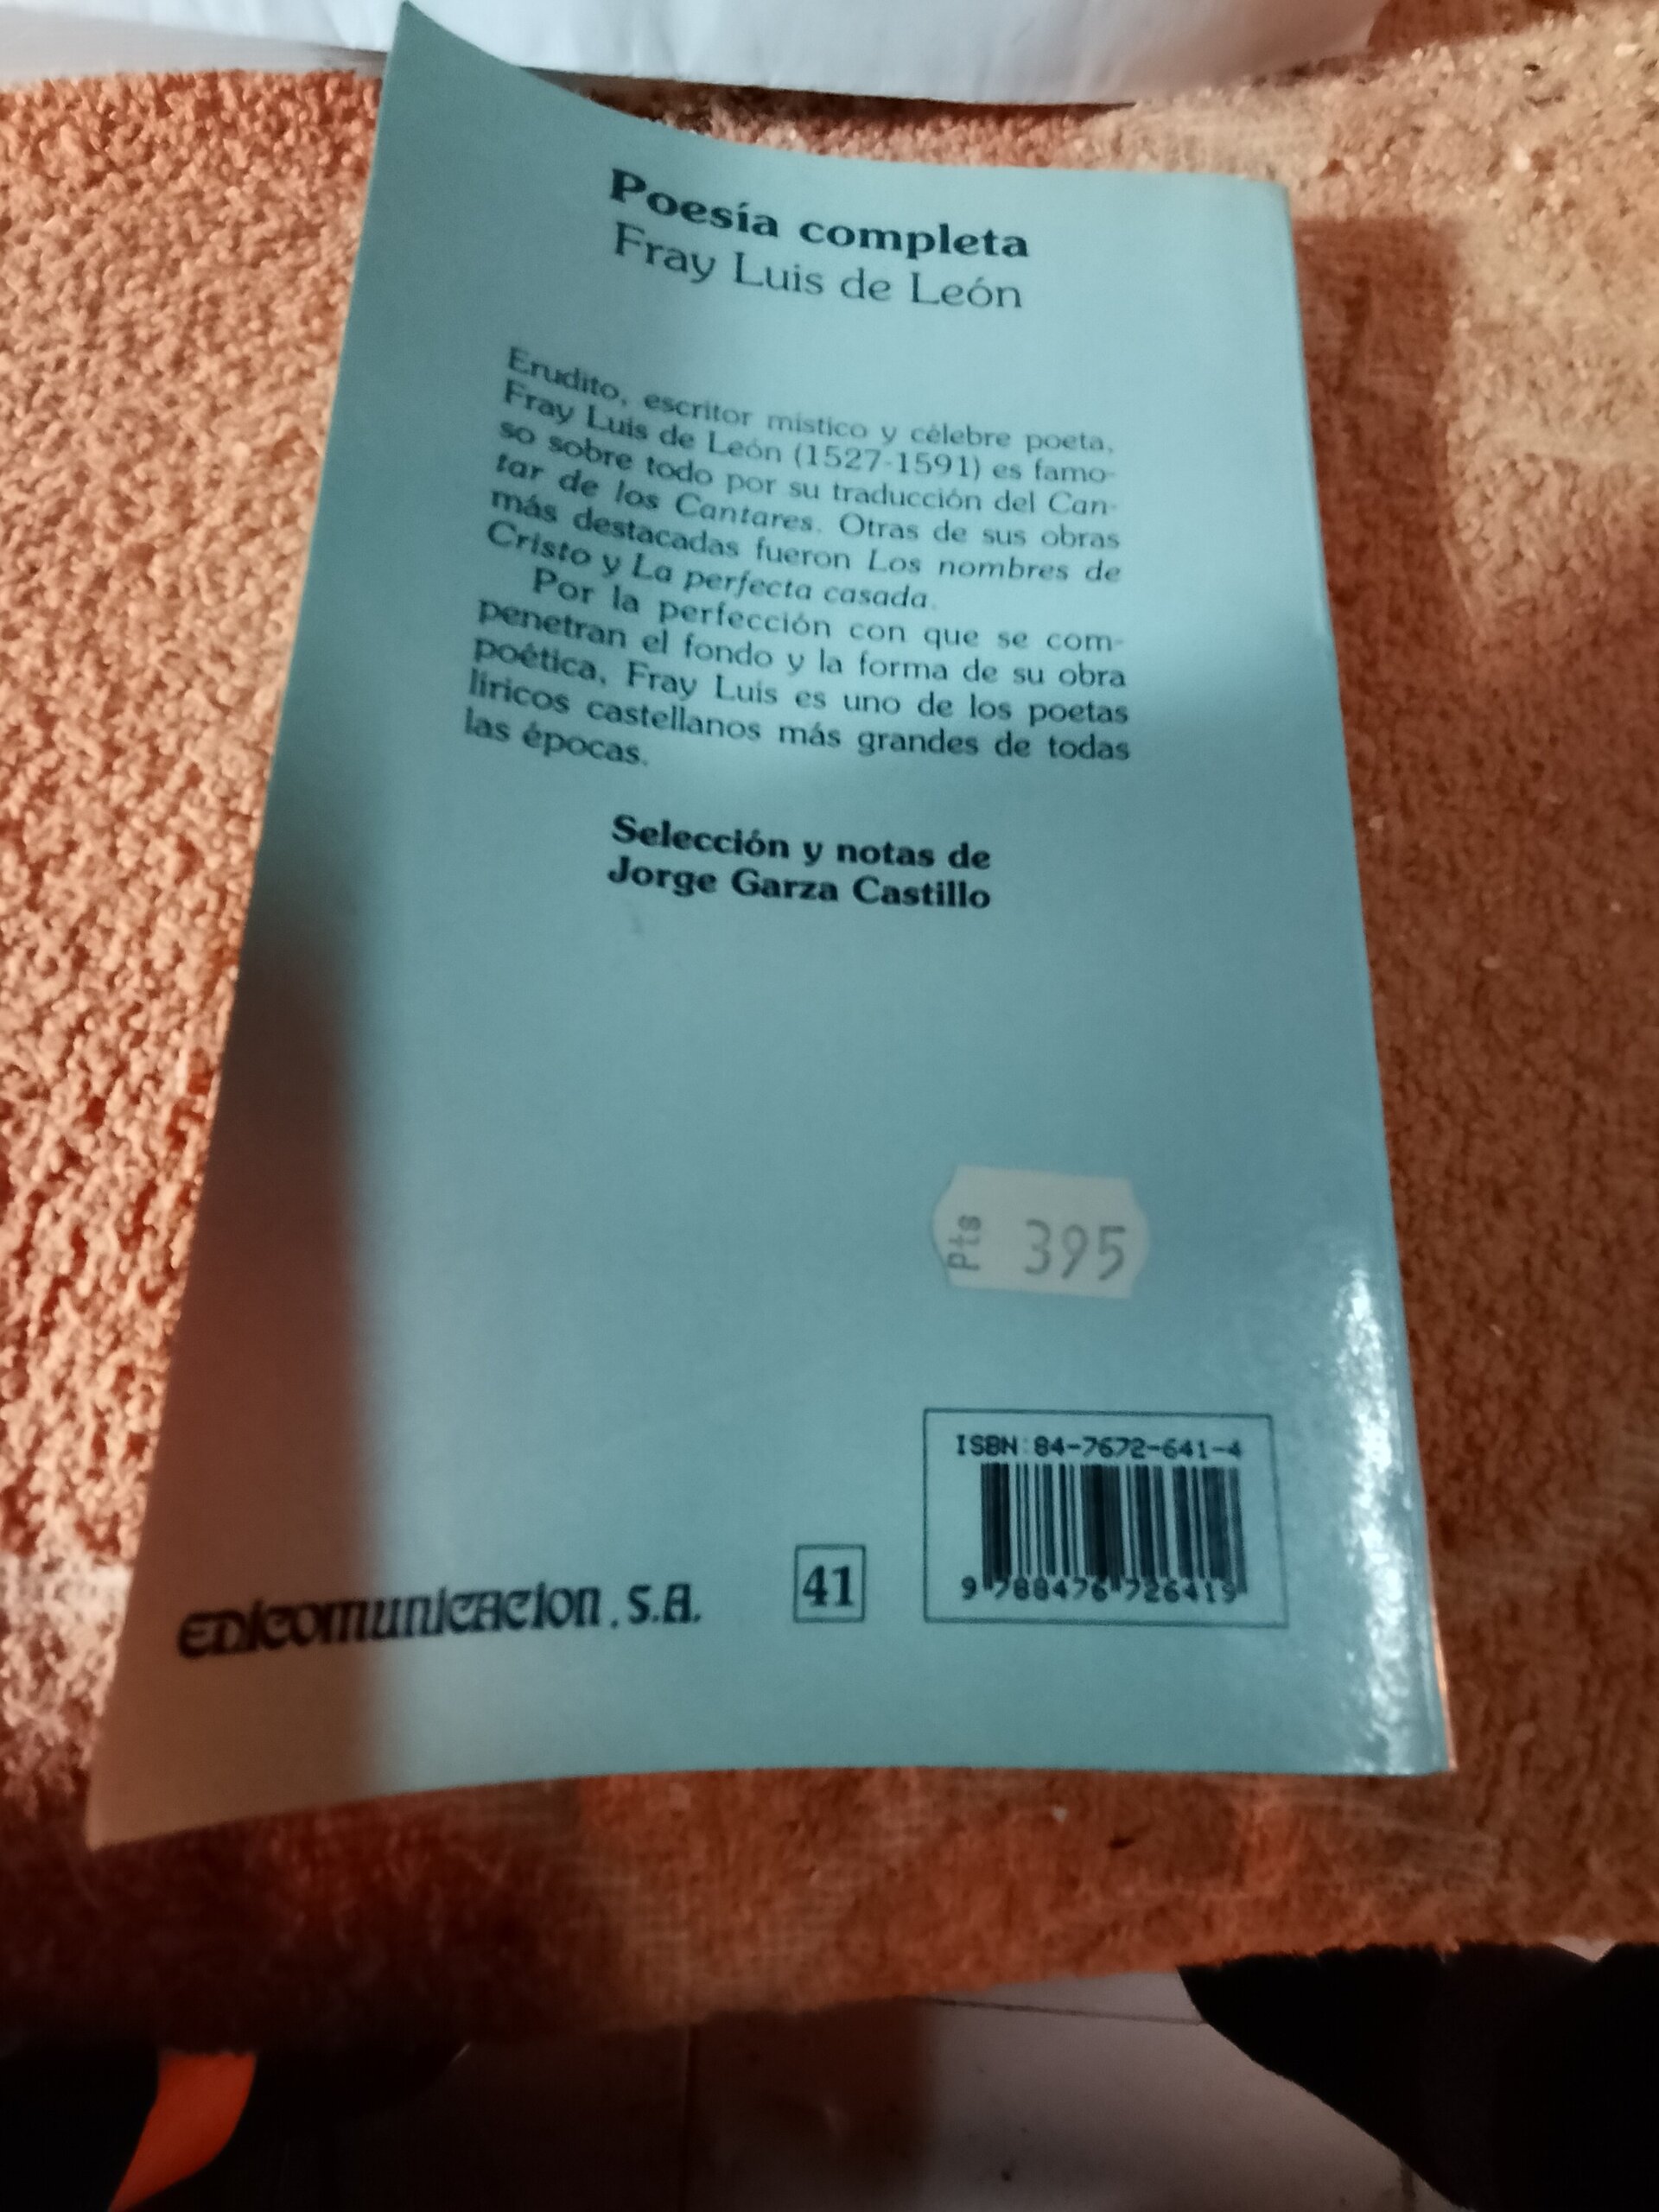 Poesía completa
Fray Luis de León
Erudito, escritor místico y célebre poeta,
Fray Luis de León (1527-1591) es famo-
so sobre todo por su traducción del Can-
tar de los Cantares. Otras de sus obras
más destacadas fueron Los nombres de
Cristo y La perfecta casada.
Por la perfección con que se com-
penetran el fondo y la forma de su obra
poética, Fray Luis es uno de los poetas
líricos castellanos más grandes de todas
las épocas.
Selección y notas de
Jorge Garza Castillo
Pts 395
ISBN: 84-7672-641-4
9 788476 726419
41
edicomunicacion, s.a.